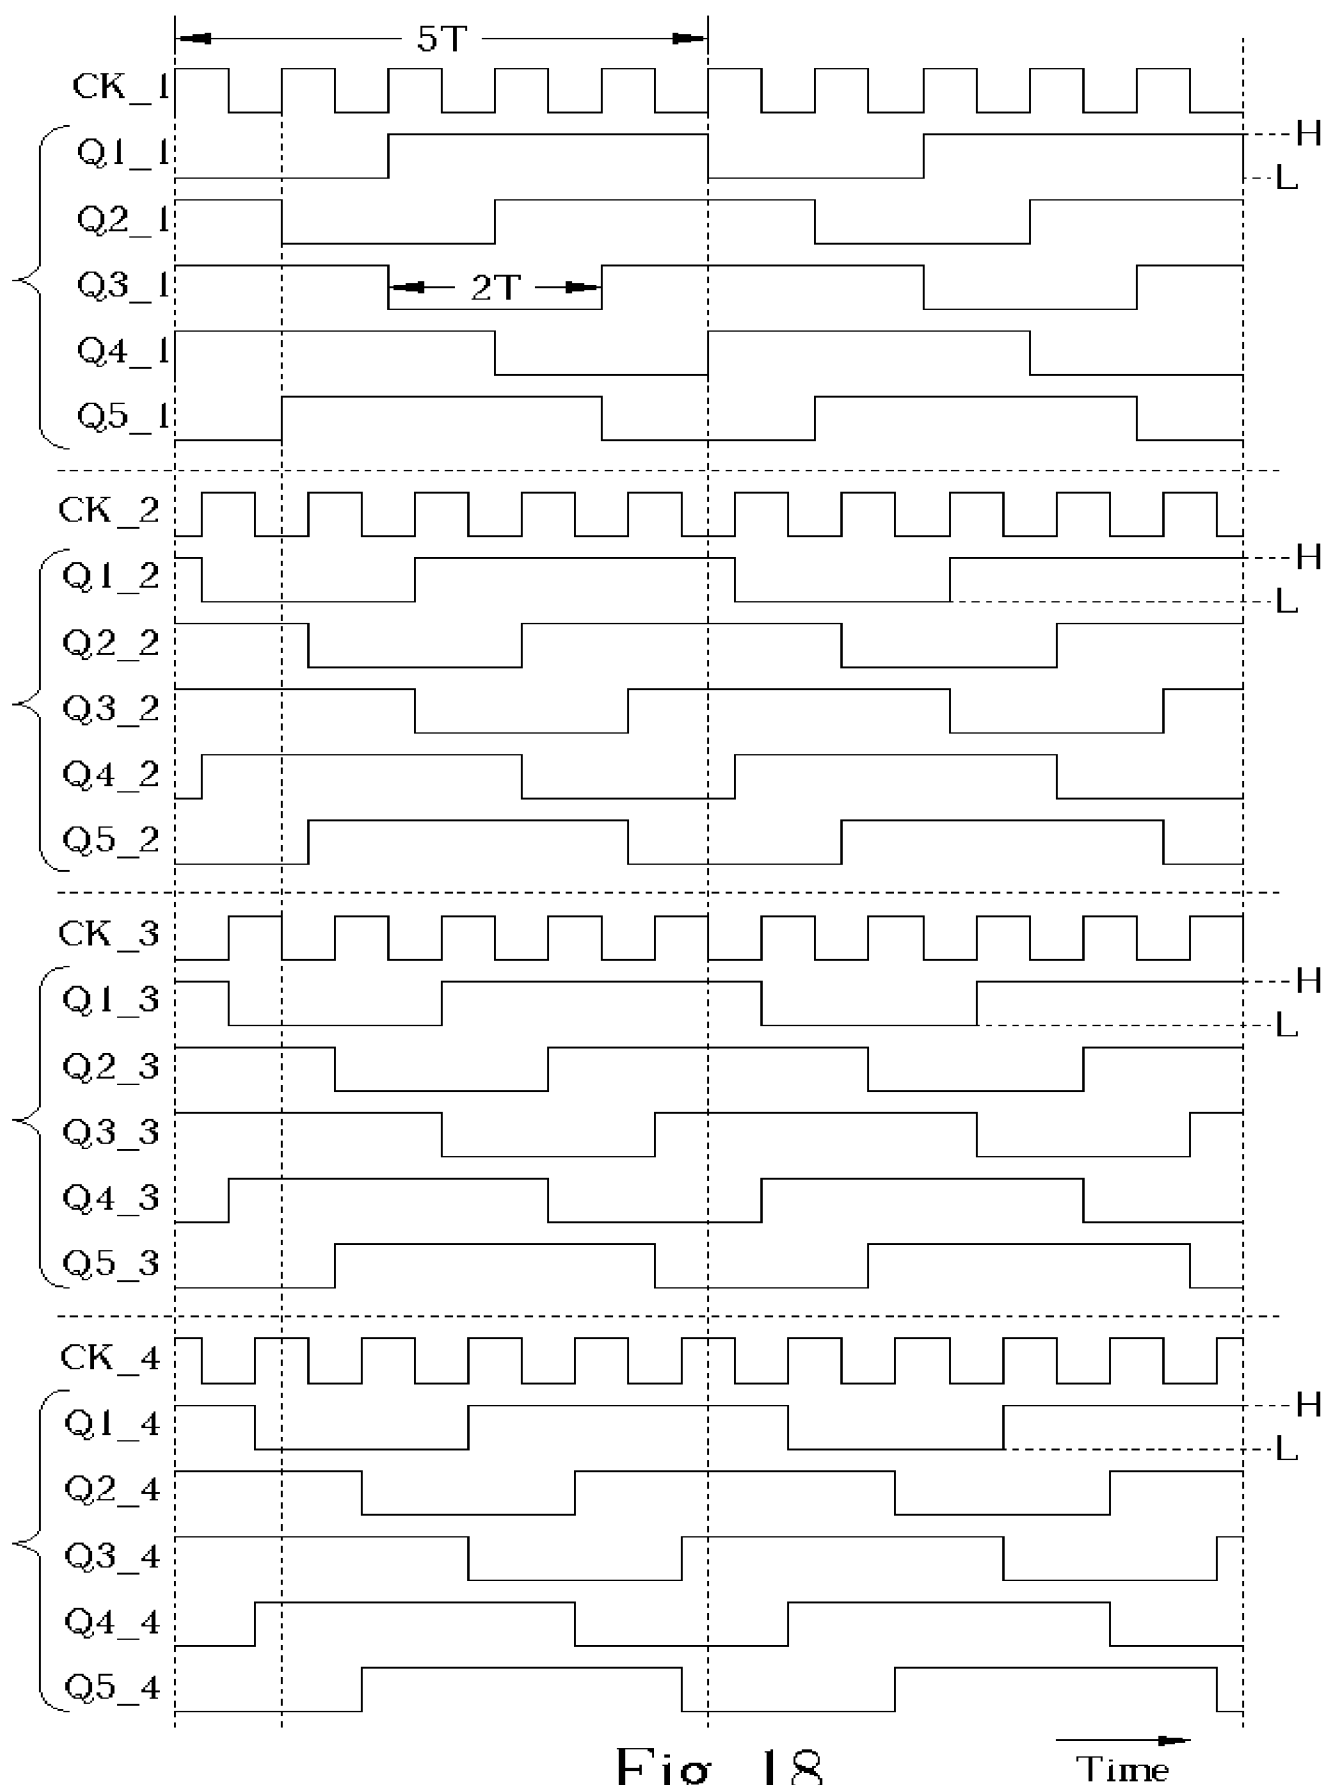 5T
CK_1
Q1_1
H
L
Q2_1
Q3_1
2T
Q4_1
Q5_1
CK_2
Q1_2
H
L
Q2_2
Q3_2
Q4_2
Q5_2
CK_3
Q1_3
H
L
Q2_3
Q3_3
Q4_3
Q5_3
CK_4
Q1_4
H
L
Q2_4
Q3_4
Q4_4
Q5_4
Fig 18
Time